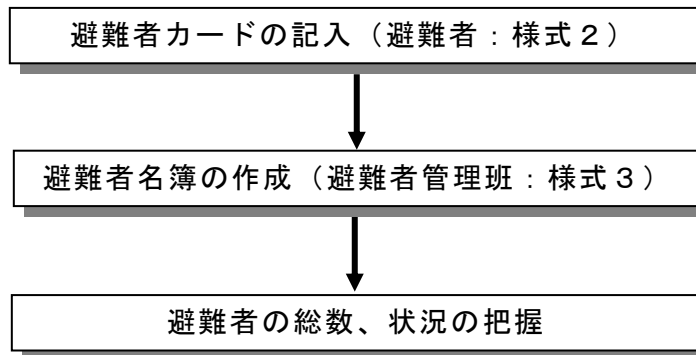 避難者カードの記入（避難者：様式２）
避難者名簿の作成（避難者管理班：様式３）
避難者の総数、状況の把握